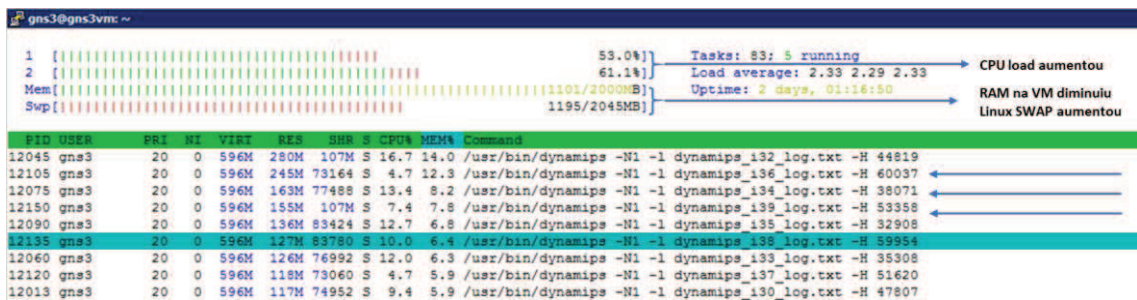 gns3@gns3vm: ~
1 [|||||||||||||||||||||||||||||||||||||| 53.0%] Tasks: 83; 5 running
2 [||||||||||||||||||||||||||||||||||||||||||| 61.1%] Load average: 2.33 2.29 2.33
Mem[||||||||||||||||||||||||||||||||||||||||||||||||||||||||||1101/2000MB] Uptime: 2 days, 01:16:50
Swp[||||||||||||||||||||||||||||||||||||||||| 1195/2045MB]
CPU load aumentou
RAM na VM diminuiu
Linux SWAP aumentou
PID USER PRI NI VIRT RES SHR S CPU% MEM% Command
12045 gns3 20 0 596M 280M 107M S 16.7 14.0 /usr/bin/dynamips -N1 -l dynamips_i32_log.txt -H 44819
12105 gns3 20 0 596M 245M 73164 S 4.7 12.3 /usr/bin/dynamips -N1 -l dynamips_i36_log.txt -H 60037
12075 gns3 20 0 596M 163M 77488 S 13.4 8.2 /usr/bin/dynamips -N1 -l dynamips_i34_log.txt -H 38071
12150 gns3 20 0 596M 155M 107M S 7.4 7.8 /usr/bin/dynamips -N1 -l dynamips_i39_log.txt -H 53358
12090 gns3 20 0 596M 136M 83424 S 12.7 6.8 /usr/bin/dynamips -N1 -l dynamips_i35_log.txt -H 32908
12135 gns3 20 0 596M 127M 83780 S 10.0 6.4 /usr/bin/dynamips -N1 -l dynamips_i38_log.txt -H 59954
12060 gns3 20 0 596M 126M 76992 S 12.0 6.3 /usr/bin/dynamips -N1 -l dynamips_i33_log.txt -H 35308
12120 gns3 20 0 596M 118M 73060 S 4.7 5.9 /usr/bin/dynamips -N1 -l dynamips_i37_log.txt -H 51620
12013 gns3 20 0 596M 117M 74952 S 9.4 5.9 /usr/bin/dynamips -N1 -l dynamips_i30_log.txt -H 47807